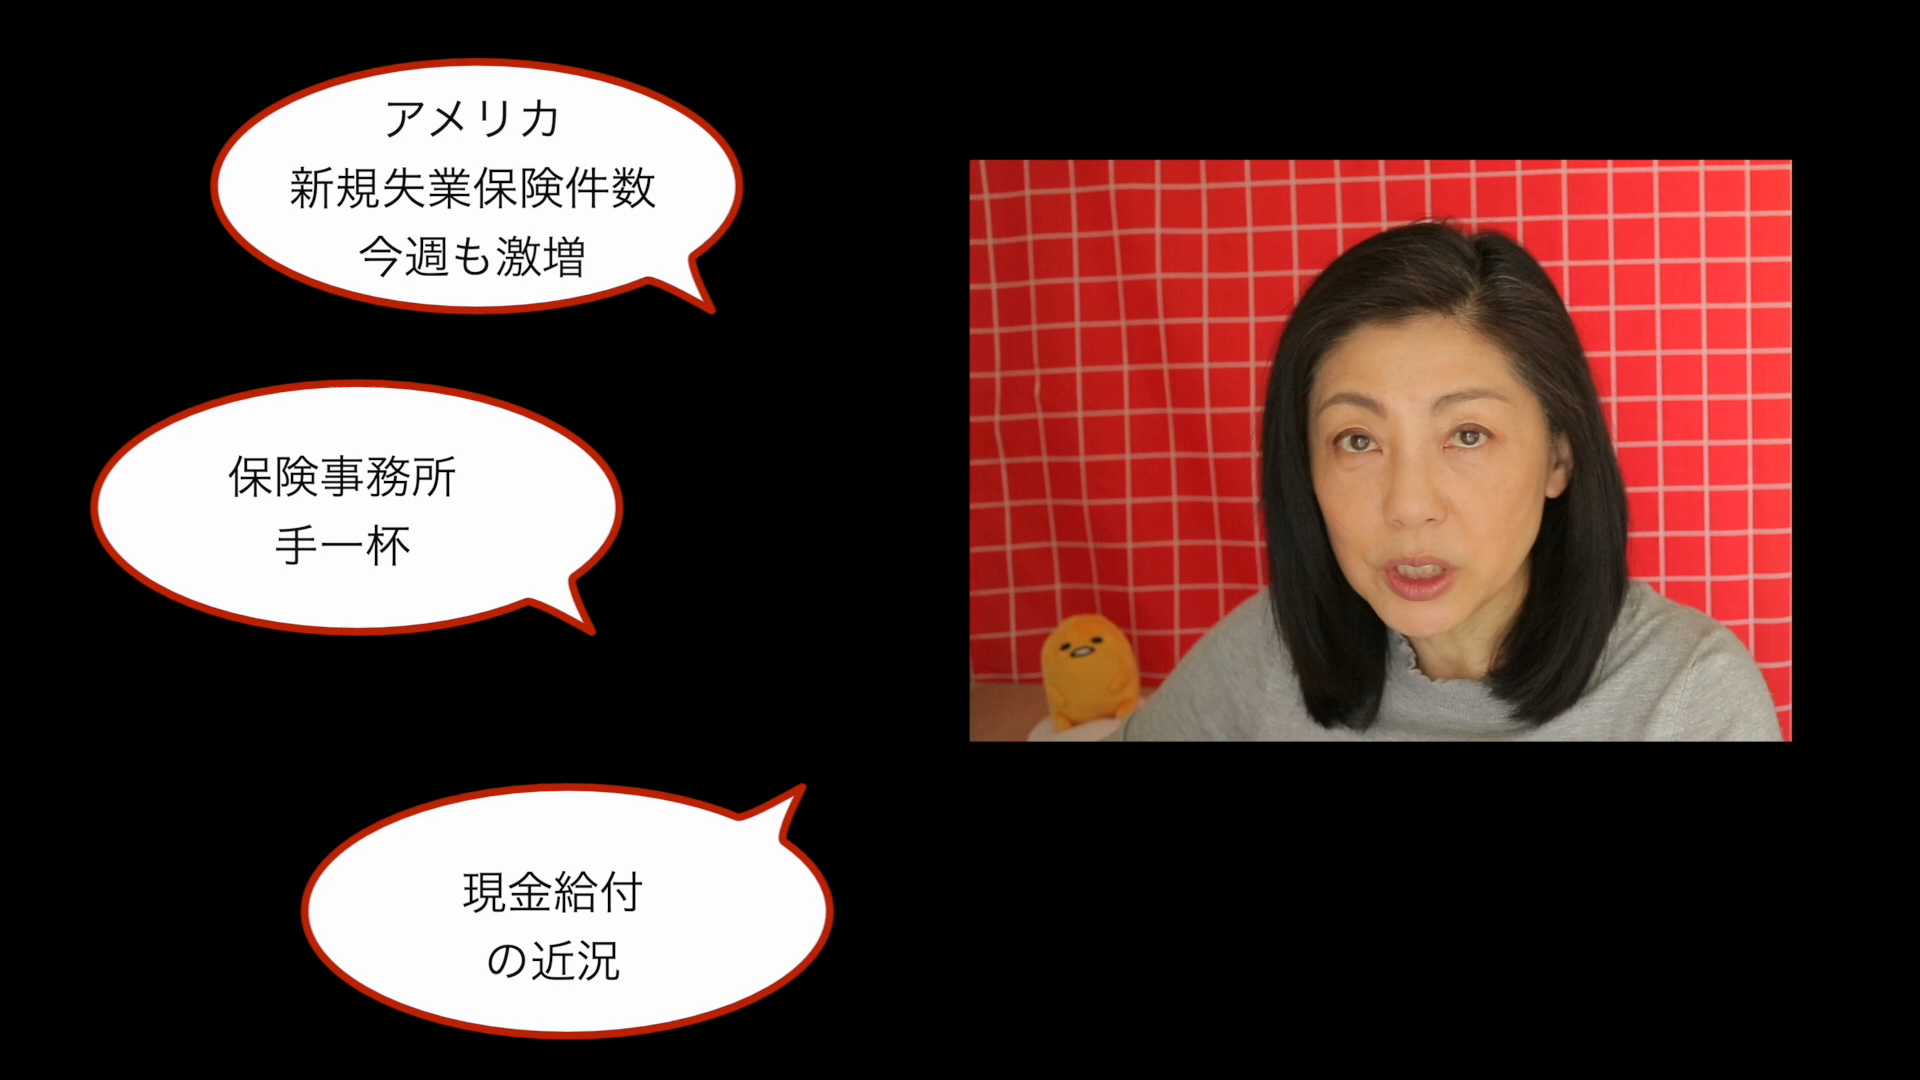 アメリカ
新規失業保険件数
今週も激増
保険事務所
手一杯
現金給付
の近況